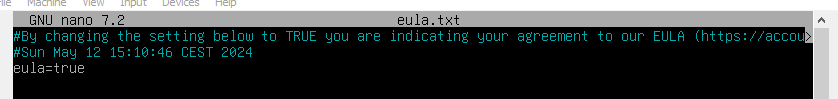 File Machine View Input Devices Help
GNU nano 7.2 eula.txt
#By changing the setting below to TRUE you are indicating your agreement to our EULA (https://accou>
#Sun May 12 15:10:46 CEST 2024
eula=true